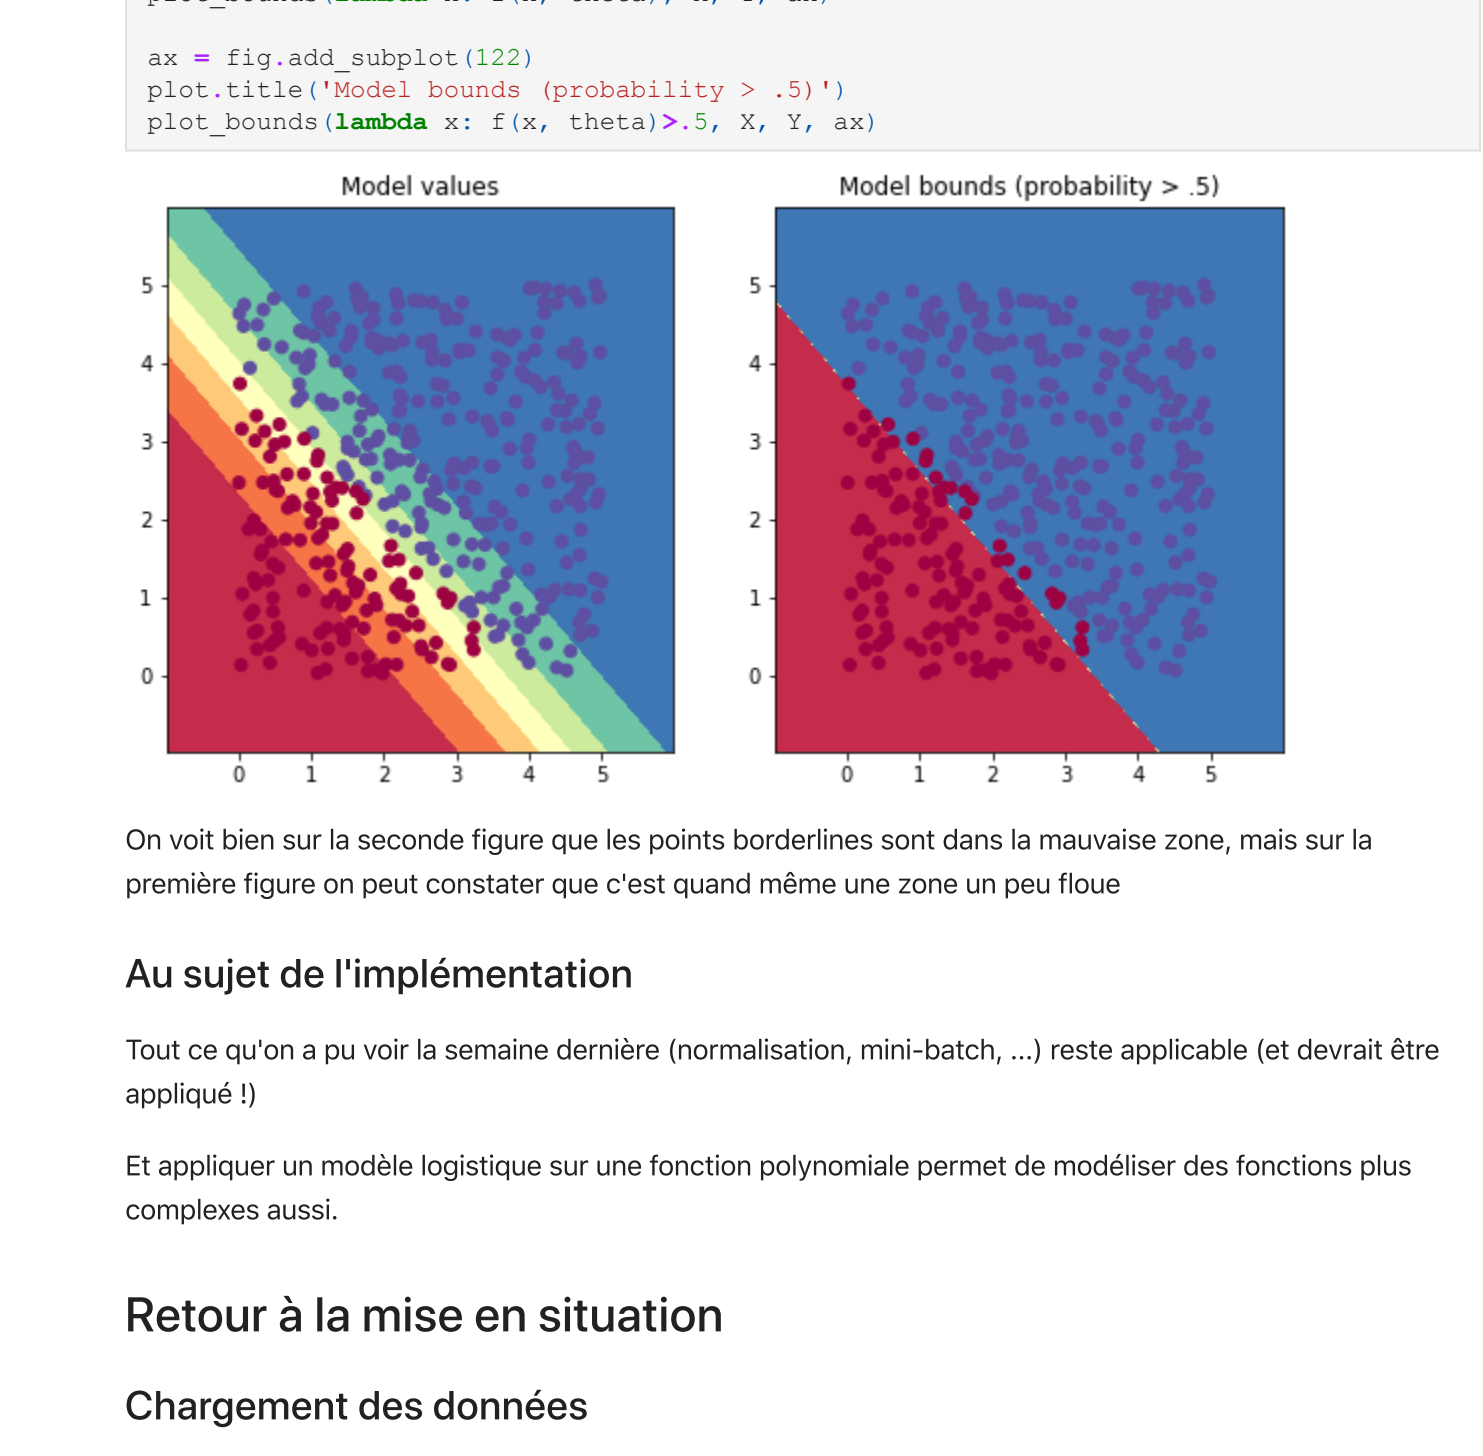 ax = fig.add_subplot(122)
plot.title('Model bounds (probability > .5)')
plot_bounds(lambda x: f(x, theta)>.5, X, Y, ax)
Model values
Model bounds (probability > .5)
5
4
3
2
1
0
0 1 2 3 4 5
5
4
3
2
1
0
0 1 2 3 4 5
On voit bien sur la seconde figure que les points borderlines sont dans la mauvaise zone, mais sur la
première figure on peut constater que c'est quand même une zone un peu floue
Au sujet de l'implémentation
Tout ce qu'on a pu voir la semaine dernière (normalisation, mini-batch, ...) reste applicable (et devrait être
appliqué !)
Et appliquer un modèle logistique sur une fonction polynomiale permet de modéliser des fonctions plus
complexes aussi.
Retour à la mise en situation
Chargement des données